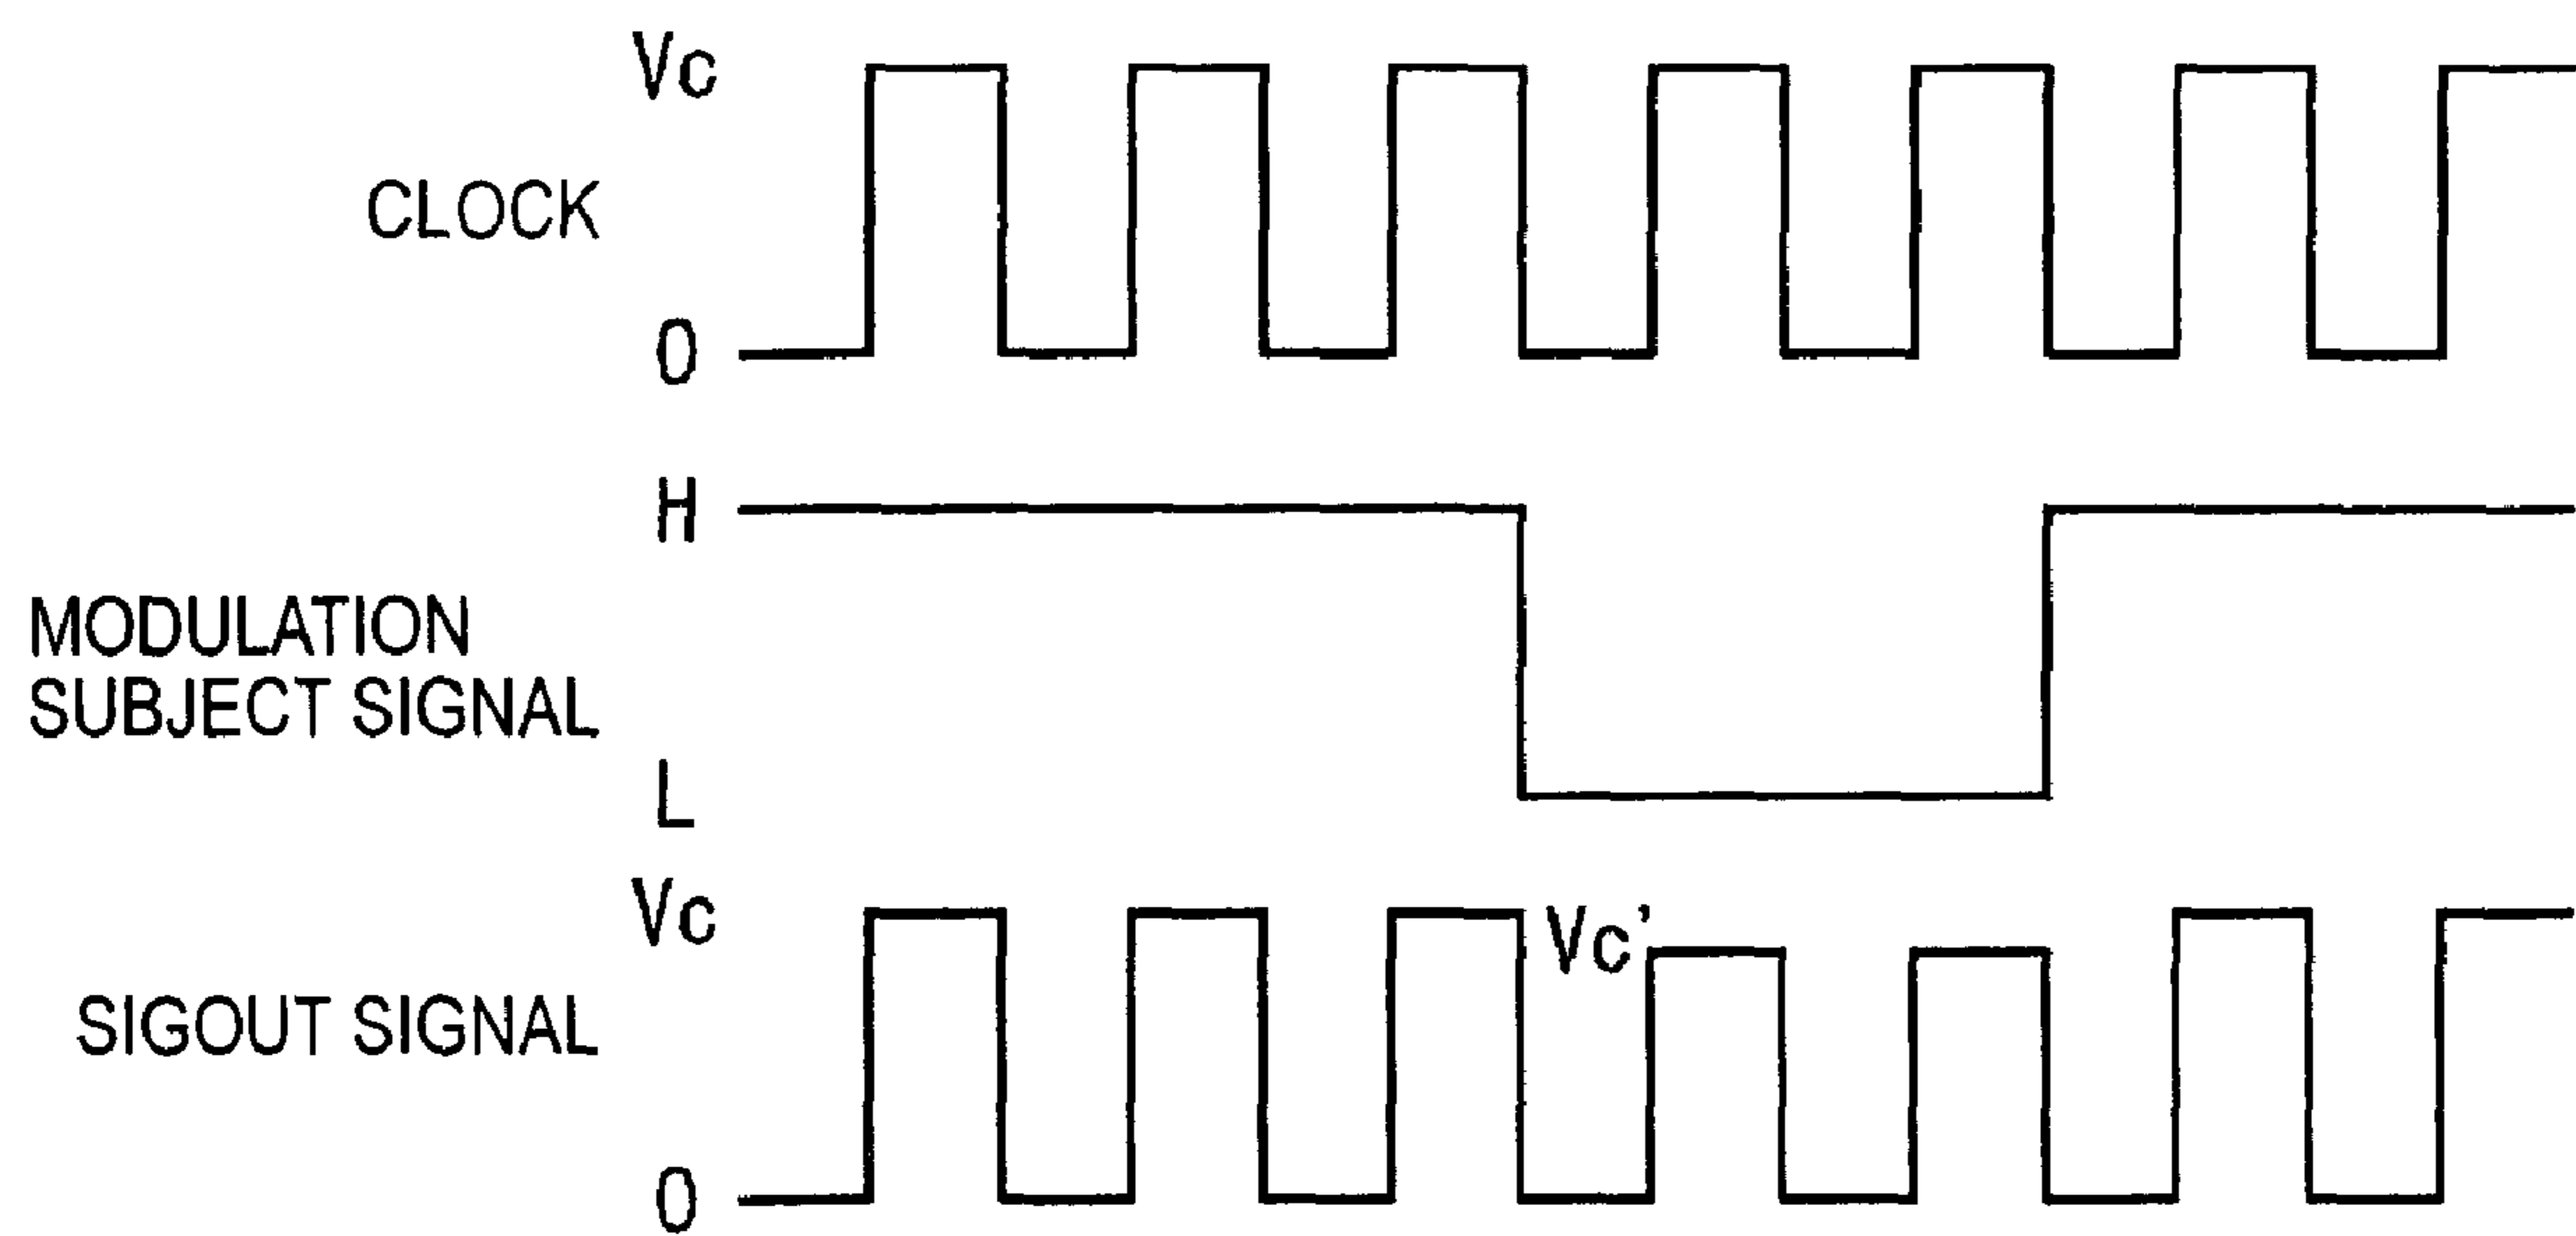 Vc
CLOCK
0
H
MODULATION
SUBJECT SIGNAL
L
Vc
Vc'
SIGOUT SIGNAL
0